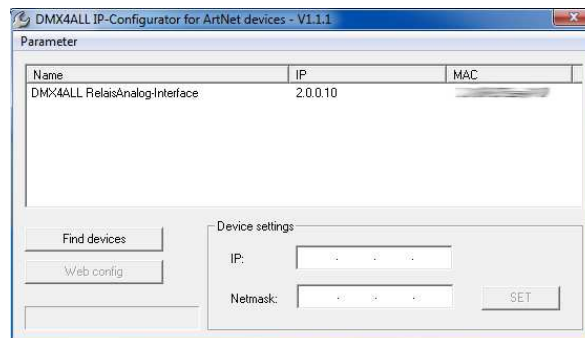 DMX4ALL IP-Configurator for ArtNet devices - V1.1.1
Parameter
Name IP MAC
DMX4ALL RelaisAnalog-Interface 2.0.0.10
Find devices
Web config
Device settings
IP:
Netmask:
SET